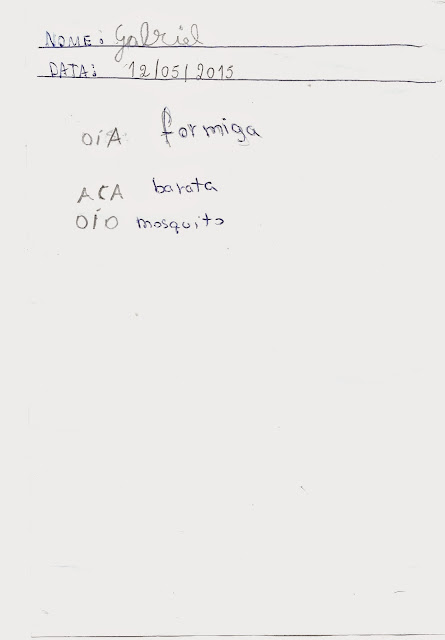 NOME: Gabriel
DATA: 12/05/2015
OIA formiga
ACA barata
OIO mosquito